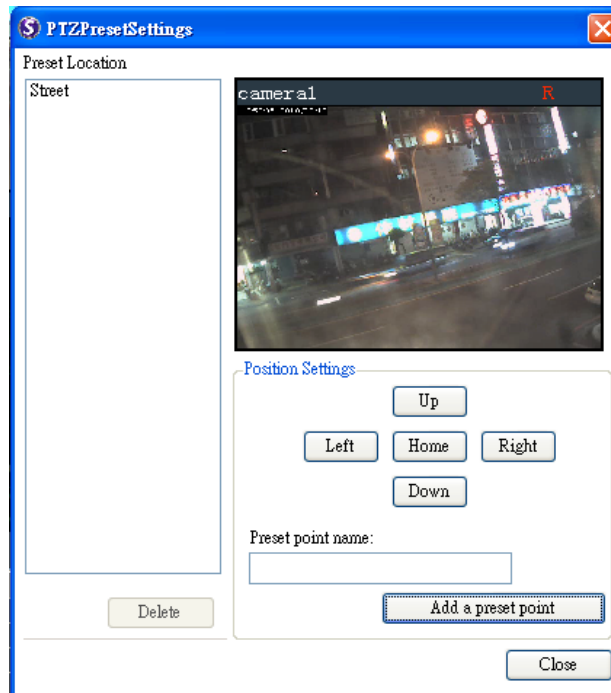 PTZPresetSettings
Preset Location
Street
camera1 R
Position Settings
Up
Left Home Right
Down
Preset point name:
Add a preset point
Delete
Close